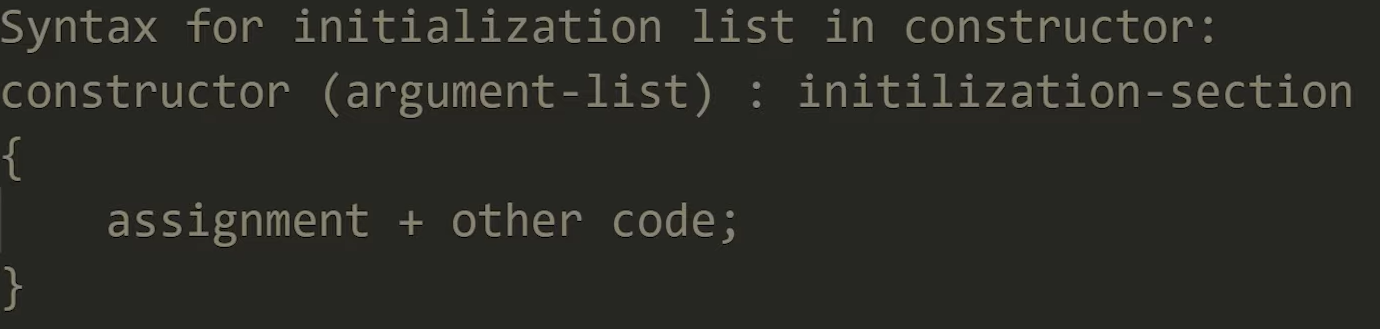 Syntax for initialization list in constructor:
constructor (argument-list) : initilization-section
{
    assignment + other code;
}